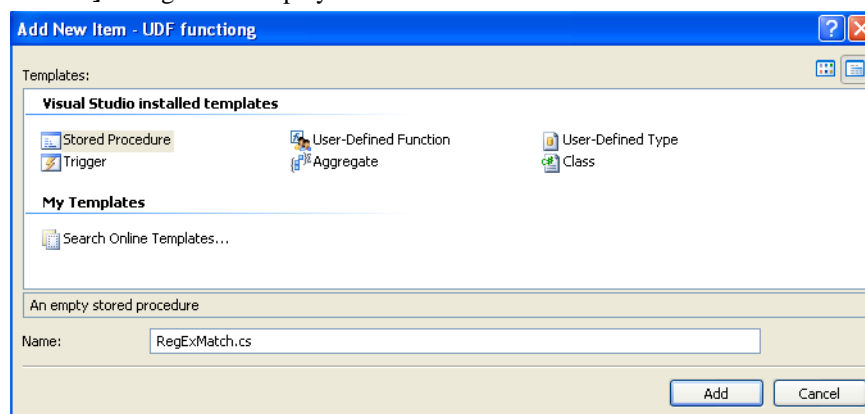 Add New Item - UDF functiong
Templates:
Visual Studio installed templates
Stored Procedure User-Defined Function User-Defined Type
Trigger Aggregate Class
My Templates
Search Online Templates...
An empty stored procedure
Name: RegExMatch.cs
Add Cancel